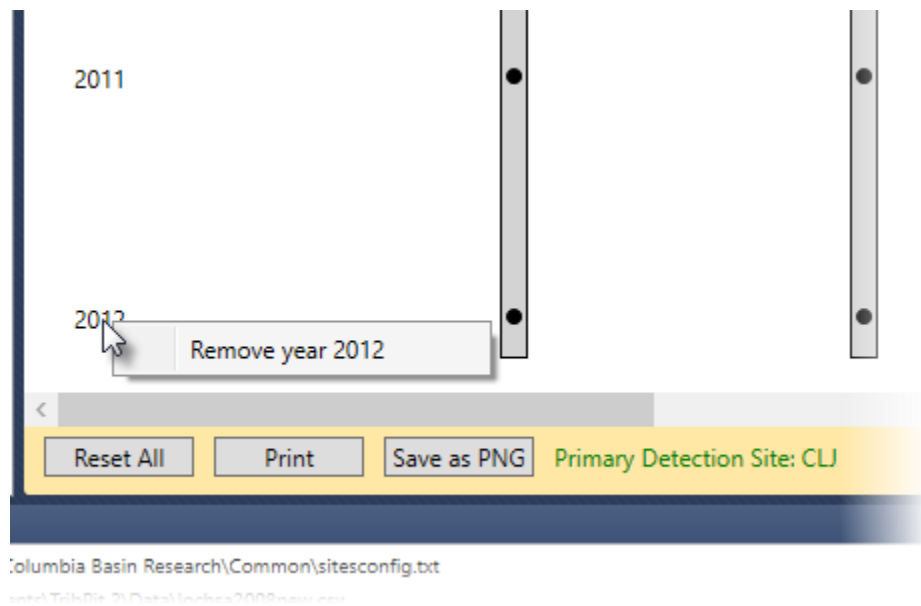 2011
2012
Remove year 2012
Reset All Print Save as PNG Primary Detection Site: CLJ
Columbia Basin Research\Common\sitesconfig.txt